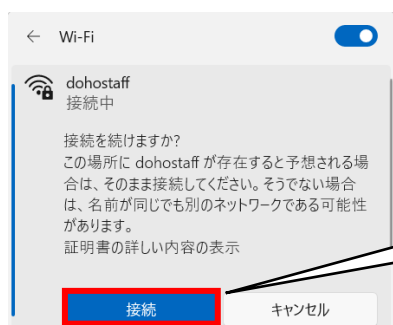 ← Wi-Fi
dohostaff
接続中
接続を続けますか?
この場所に dohostaff が存在すると予想される場
合は、そのまま接続してください。そうでない場合
は、名前が同じでも別のネットワークである可能性
があります。
証明書の詳しい内容の表示
接続 キャンセル